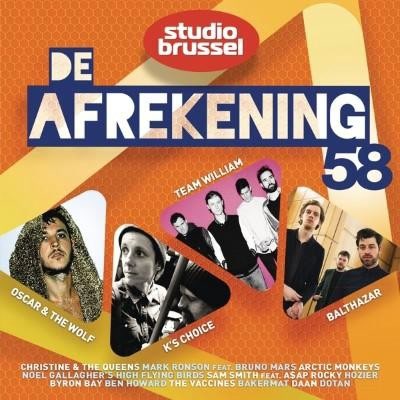 studio
brussel
DE
AFREKENING
58
TEAM WILLIAM
OSCAR & THE WOLF
K'S CHOICE
BALTHAZAR
CHRISTINE & THE QUEENS MARK RONSON FEAT. BRUNO MARS ARCTIC MONKEYS
NOEL GALLAGHER'S HIGH FLYING BIRDS SAM SMITH FEAT. A$AP ROCKY HOZIER
BYRON BAY BEN HOWARD THE VACCINES BAKERMAT DAAN DOTAN